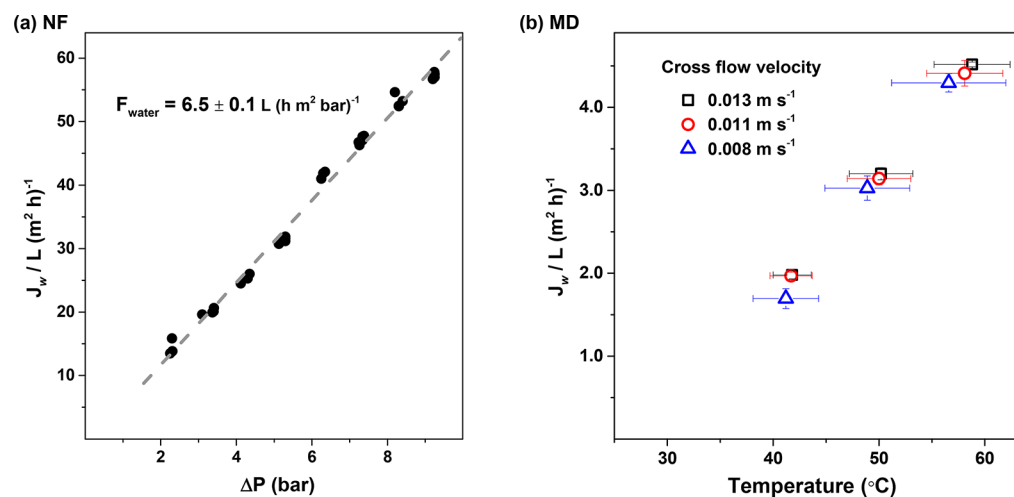 (a) NF
60
50
40
30
20
10
2
4
6
8
F_water = 6.5 ± 0.1 L (h m² bar)⁻¹
J_w / L (m² h)⁻¹
ΔP (bar)
(b) MD
4.0
3.0
2.0
1.0
30
40
50
60
Cross flow velocity
0.013 m s⁻¹
0.011 m s⁻¹
0.008 m s⁻¹
J_w / L (m² h)⁻¹
Temperature (°C)